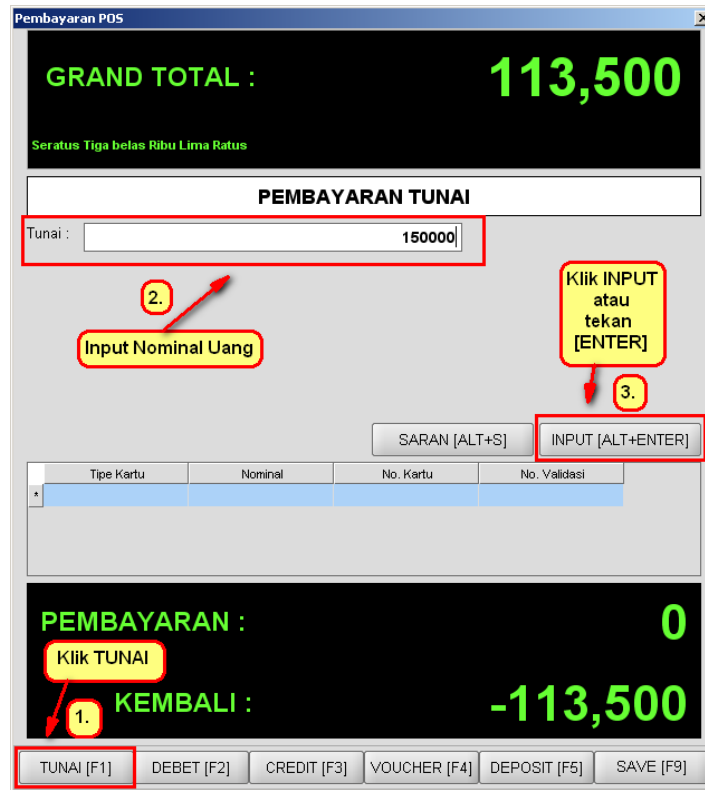 Pembayaran POS
GRAND TOTAL : 113,500
Seratus Tiga belas Ribu Lima Ratus
PEMBAYARAN TUNAI
Tunai : 150000
2.
Input Nominal Uang
Klik INPUT
atau
tekan
[ENTER]
3.
SARAN [ALT+S] INPUT [ALT+ENTER]
Tipe Kartu Nominal No. Kartu No. Validasi
*
PEMBAYARAN : 0
Klik TUNAI
1.
KEMBALI : -113,500
TUNAI [F1] DEBET [F2] CREDIT [F3] VOUCHER [F4] DEPOSIT [F5] SAVE [F9]